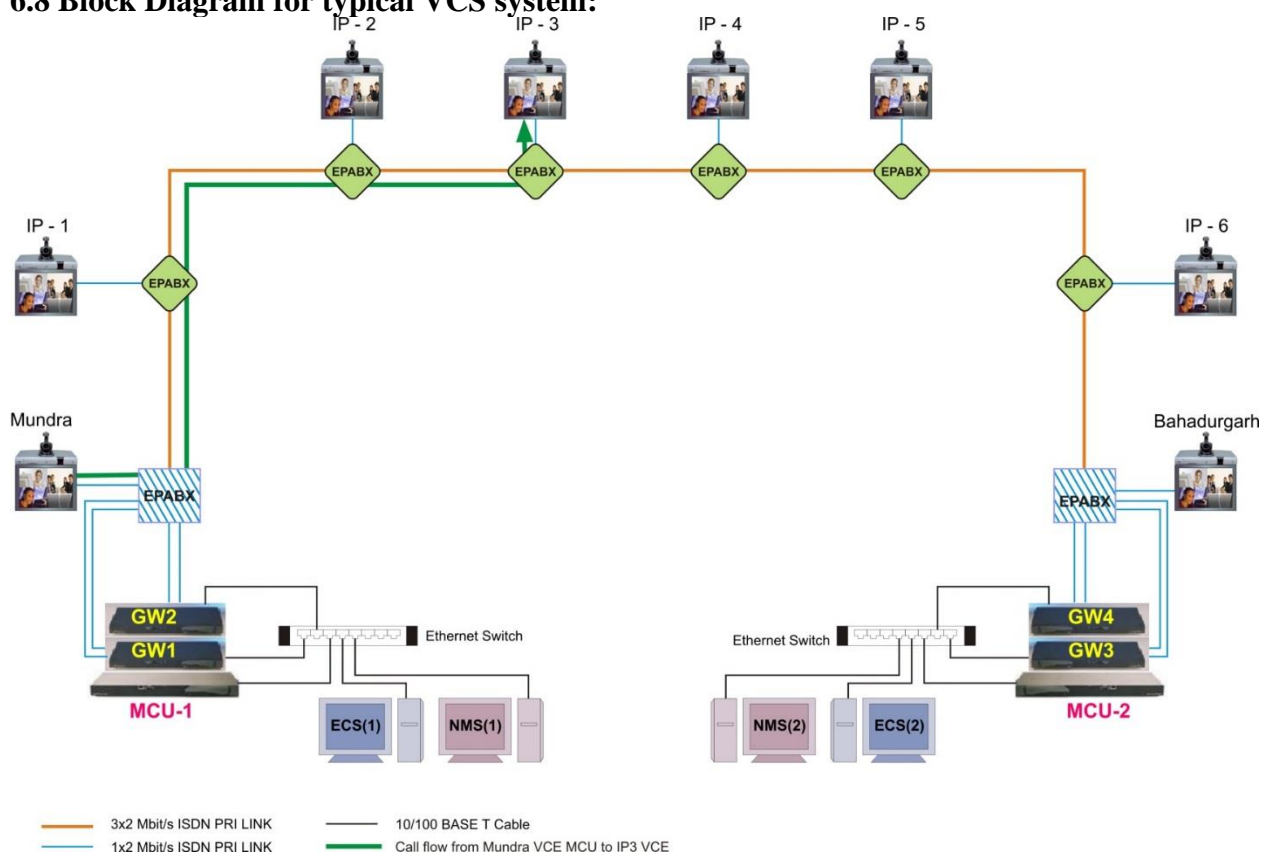 6.8 Block Diagram for typical VCS system:
IP - 2
IP - 3
IP - 4
IP - 5
EPABX
EPABX
EPABX
EPABX
IP - 1
IP - 6
EPABX
EPABX
Mundra
Bahadurgarh
EPABX
EPABX
GW2
GW1
MCU-1
Ethernet Switch
ECS(1)
NMS(1)
GW4
GW3
MCU-2
Ethernet Switch
NMS(2)
ECS(2)
3x2 Mbit/s ISDN PRI LINK
10/100 BASE T Cable
1x2 Mbit/s ISDN PRI LINK
Call flow from Mundra VCE MCU to IP3 VCE